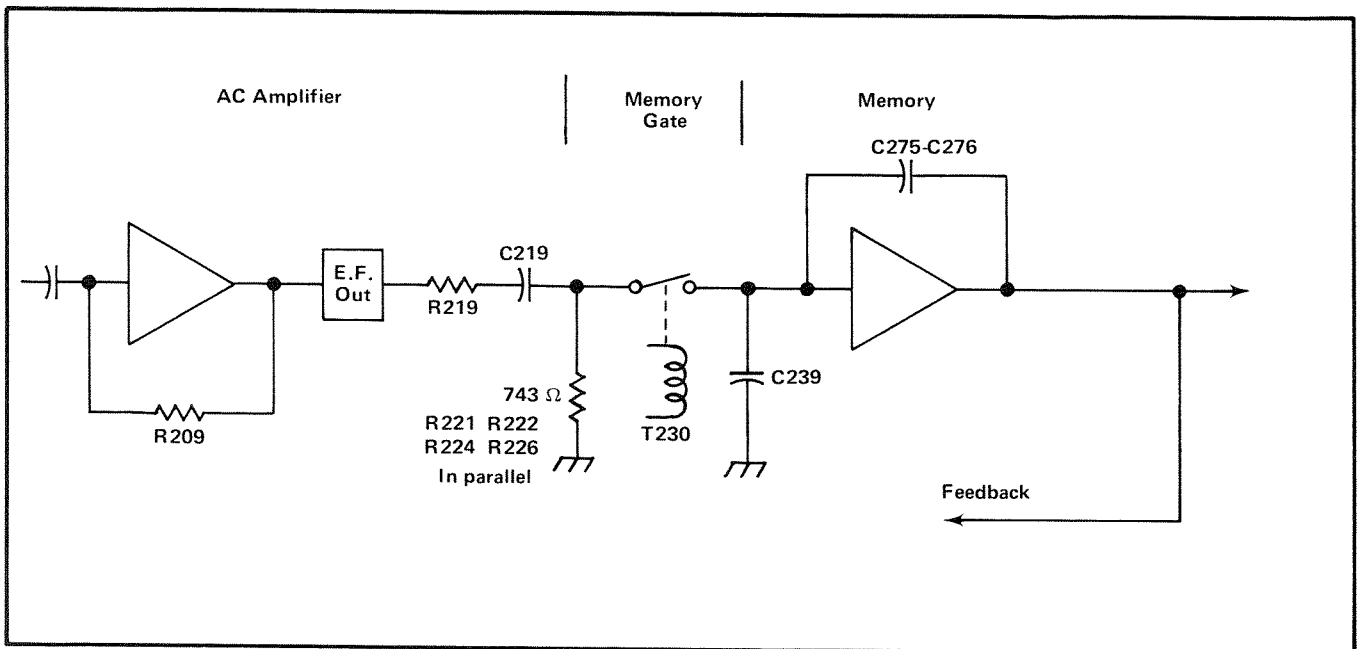 AC Amplifier
Memory
Gate
Memory
C275-C276
E.F.
Out
R219
C219
R209
743 Ω
R221 R222
R224 R226
In parallel
T230
C239
Feedback